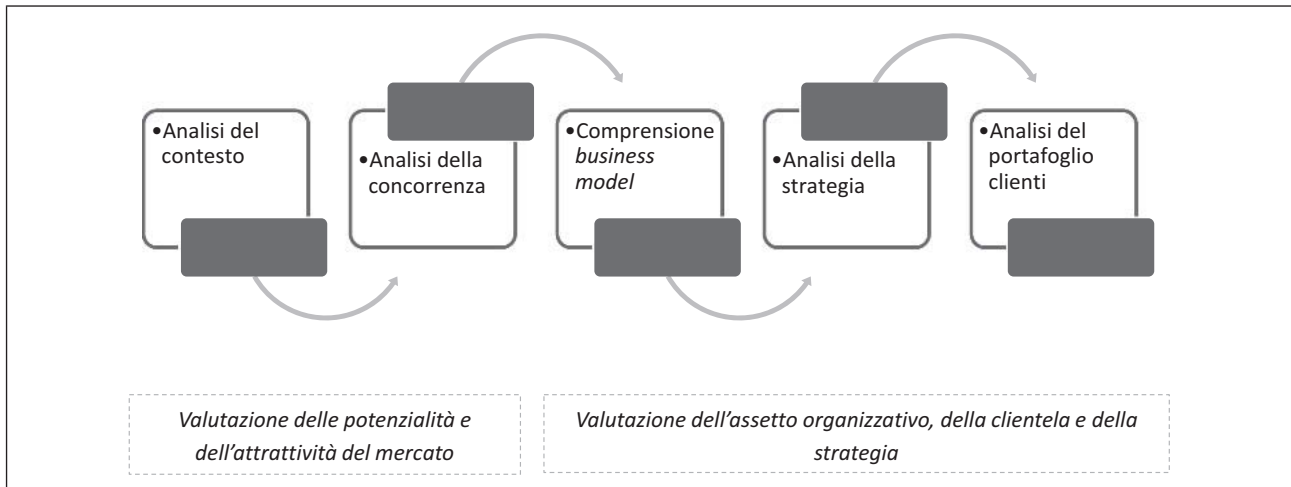 •Analisi del
contesto
•Analisi della
concorrenza
•Comprensione
business
model
•Analisi della
strategia
•Analisi del
portafoglio
clienti
Valutazione delle potenzialità e
dell’attrattività del mercato
Valutazione dell’assetto organizzativo, della clientela e della
strategia